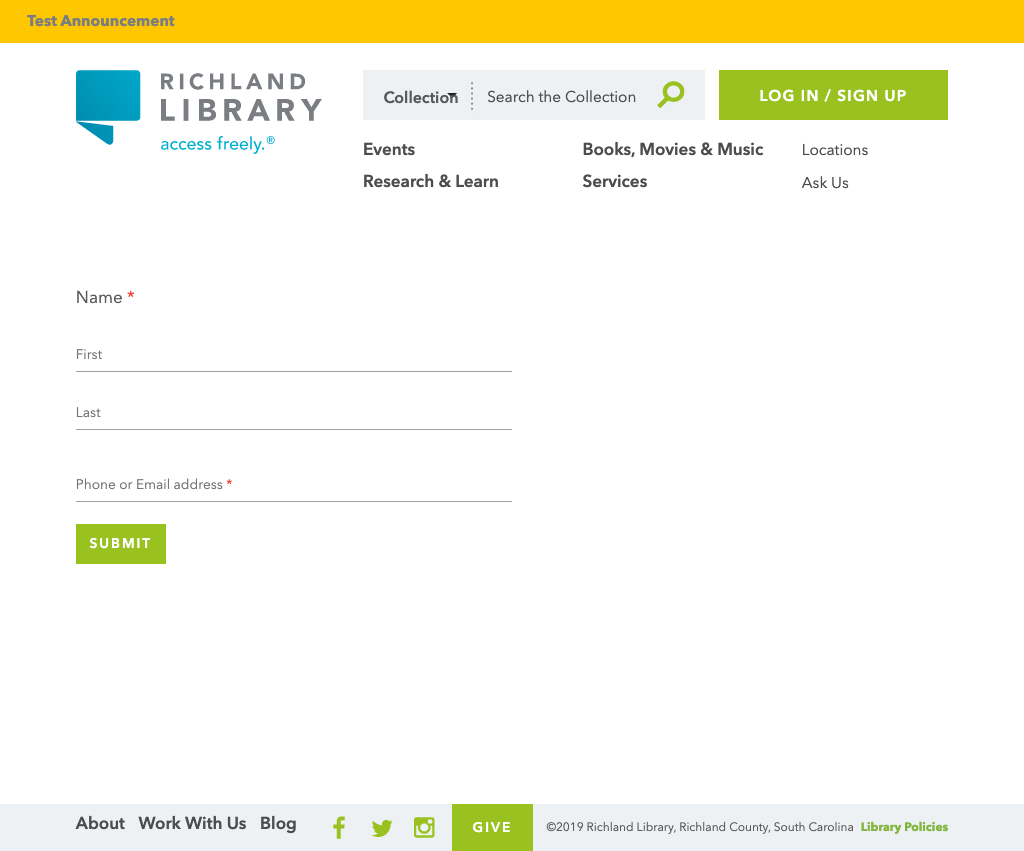 Test Announcement
RICHLAND
LIBRARY
access freely.®
Collection
Search the Collection
LOG IN / SIGN UP
Events
Books, Movies & Music
Locations
Research & Learn
Services
Ask Us
Name *
First
Last
Phone or Email address *
SUBMIT
About Work With Us Blog
GIVE
©2019 Richland Library, Richland County, South Carolina Library Policies